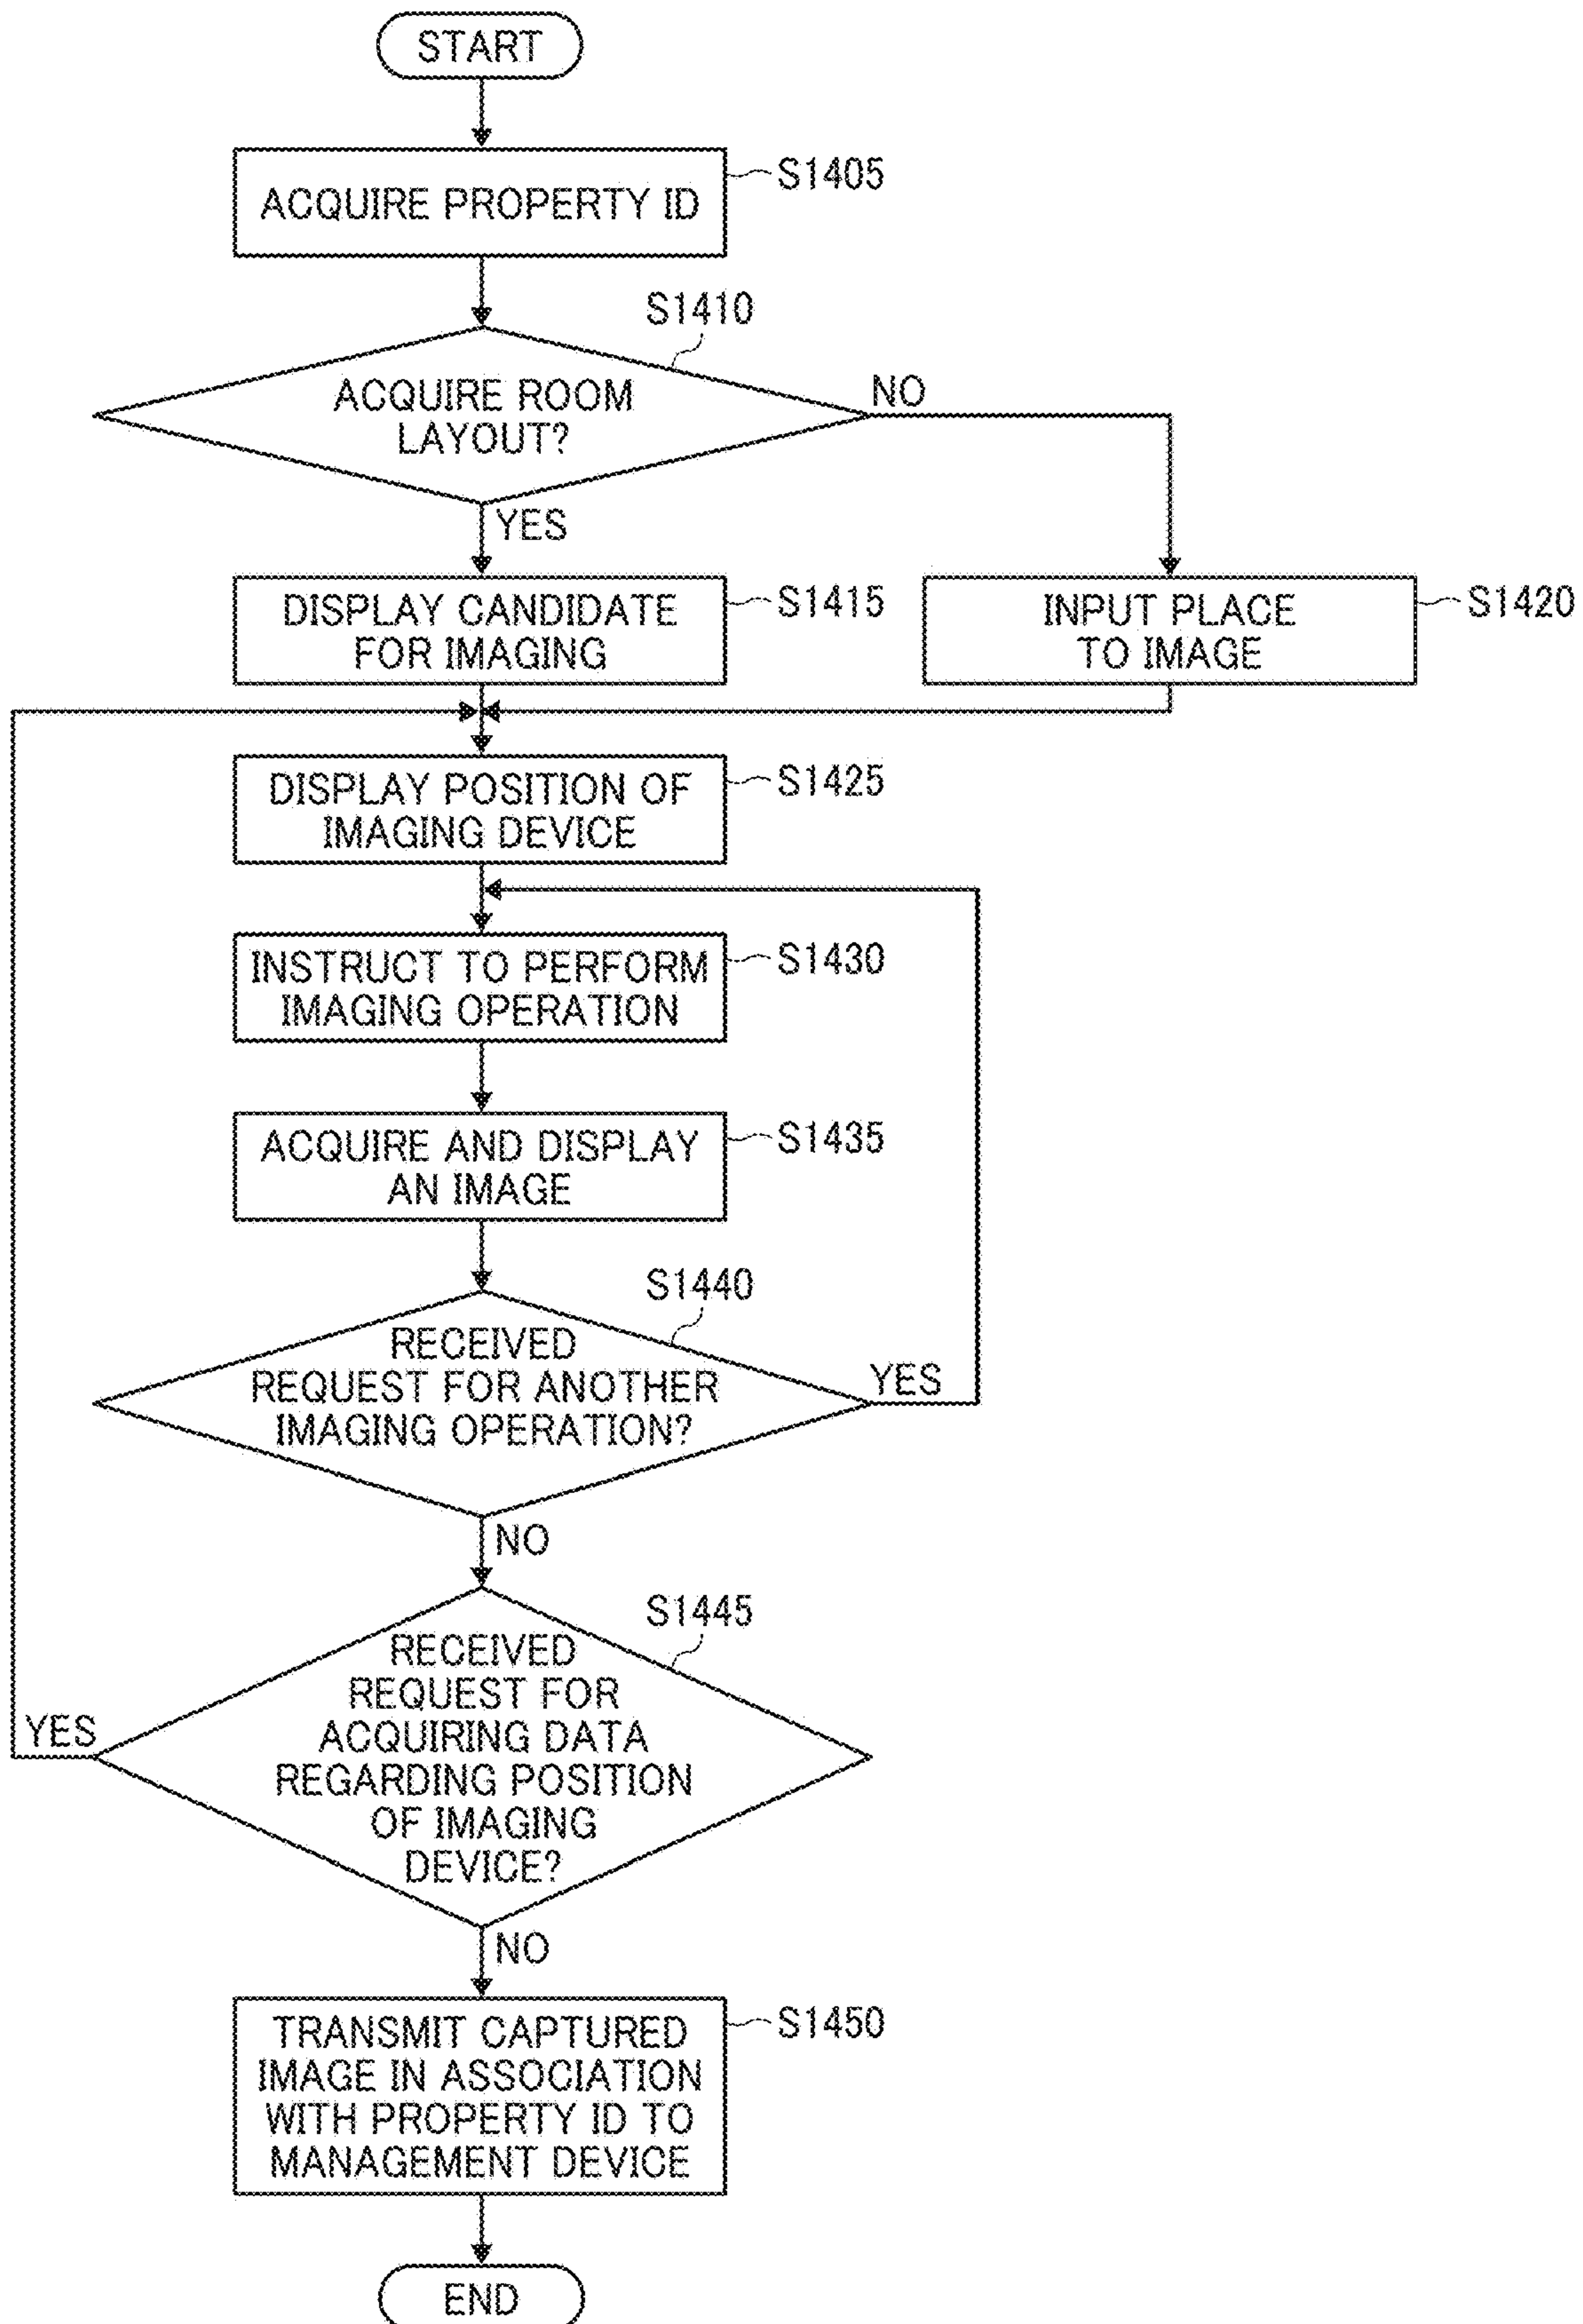 START
ACQUIRE PROPERTY ID
S1405
S1410
ACQUIRE ROOM
LAYOUT?
NO
YES
DISPLAY CANDIDATE
FOR IMAGING
S1415
INPUT PLACE
TO IMAGE
S1420
DISPLAY POSITION OF
IMAGING DEVICE
S1425
INSTRUCT TO PERFORM
IMAGING OPERATION
S1430
ACQUIRE AND DISPLAY
AN IMAGE
S1435
S1440
RECEIVED
REQUEST FOR ANOTHER
IMAGING OPERATION?
YES
NO
S1445
RECEIVED
REQUEST FOR
ACQUIRING DATA
REGARDING POSITION
OF IMAGING
DEVICE?
YES
NO
TRANSMIT CAPTURED
IMAGE IN ASSOCIATION
WITH PROPERTY ID TO
MANAGEMENT DEVICE
S1450
END